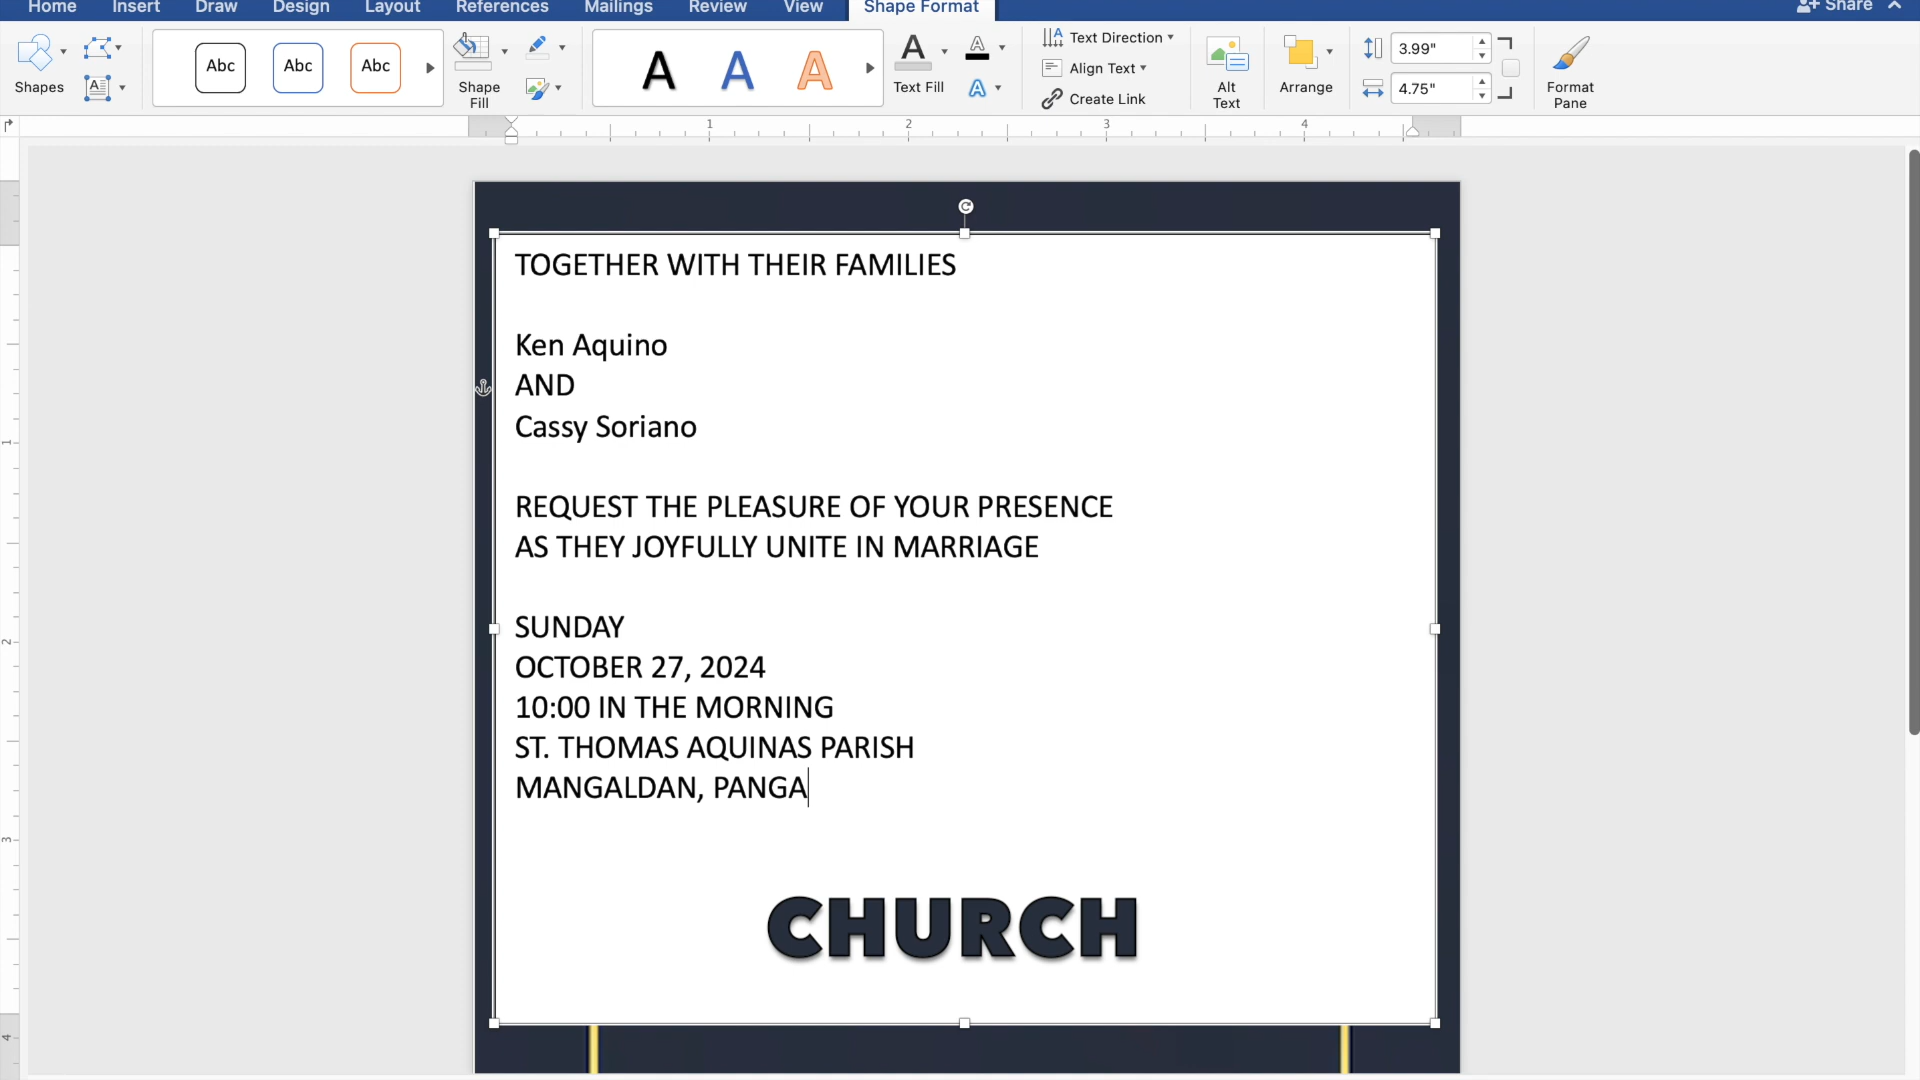 Home Insert Draw Design Layout References Mailings Review View Shape Format Share
Shapes
Abc Abc Abc
Shape Fill
A A A
A
Text Fill
A
A
Text Direction
Align Text
Create Link
Alt Text
Arrange
3.99"
4.75"
Format Pane
1 2 3 4
1
2
3
4
TOGETHER WITH THEIR FAMILIES
Ken Aquino
AND
Cassy Soriano
REQUEST THE PLEASURE OF YOUR PRESENCE
AS THEY JOYFULLY UNITE IN MARRIAGE
SUNDAY
OCTOBER 27, 2024
10:00 IN THE MORNING
ST. THOMAS AQUINAS PARISH
MANGALDAN, PANGA
CHURCH